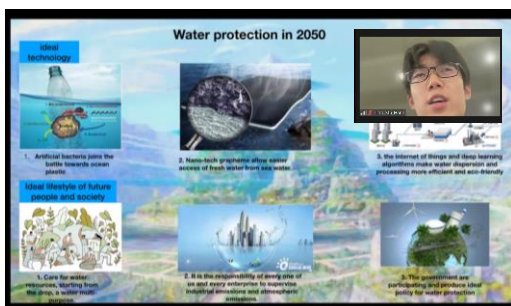 Water protection in 2050
ideal
technology
1. Artificial bacteria joins the
battle towards ocean
plastic.
2. Nano-tech grapheme allow easier
access of fresh water from sea water.
3. the internet of things and deep learning
algorithms make water dispersion and
processing more efficient and eco-friendly
Ideal lifestyle of future
people and society
1. Care for water
resources, starting from
the drop, a water multi-
purpose.
2. It is the responsibility of every one of
us and every enterprise to supervise
industrial emissions and atmospheric
emissions
3. The government are
participating and produce ideal
policy for water protection